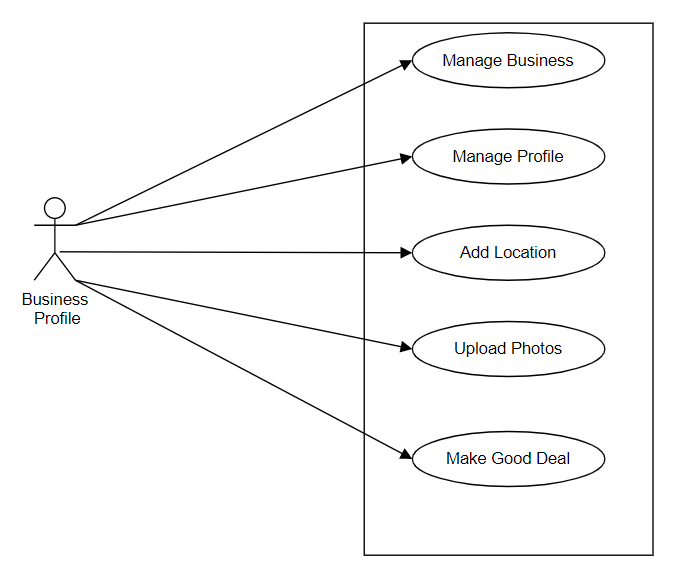 Manage Business
Manage Profile
Add Location
Business
Profile
Upload Photos
Make Good Deal